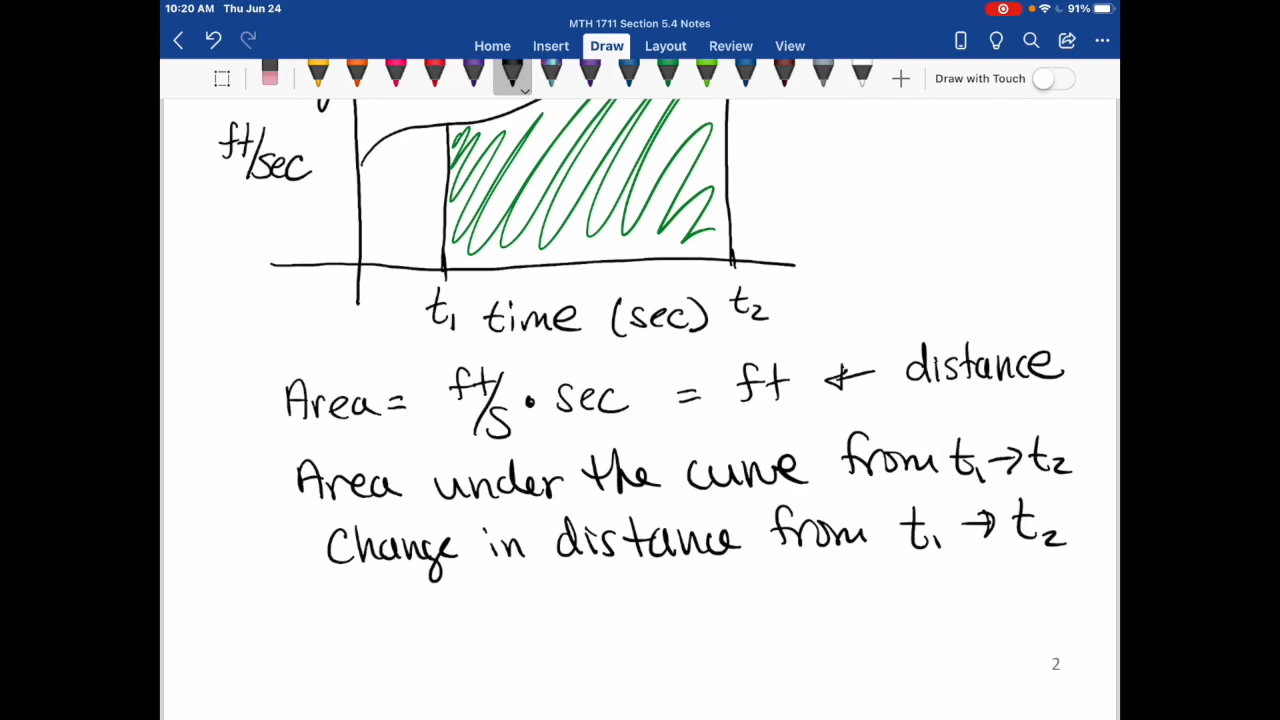 10:20 AM Thu Jun 24
91%
MTH 1711 Section 5.4 Notes
Home Insert Draw Layout Review View
Draw with Touch
ft/sec
t₁ time (sec) t₂
Area = ft/s • sec = ft ← distance
Area under the curve from t₁ → t₂
Change in distance from t₁ → t₂
2